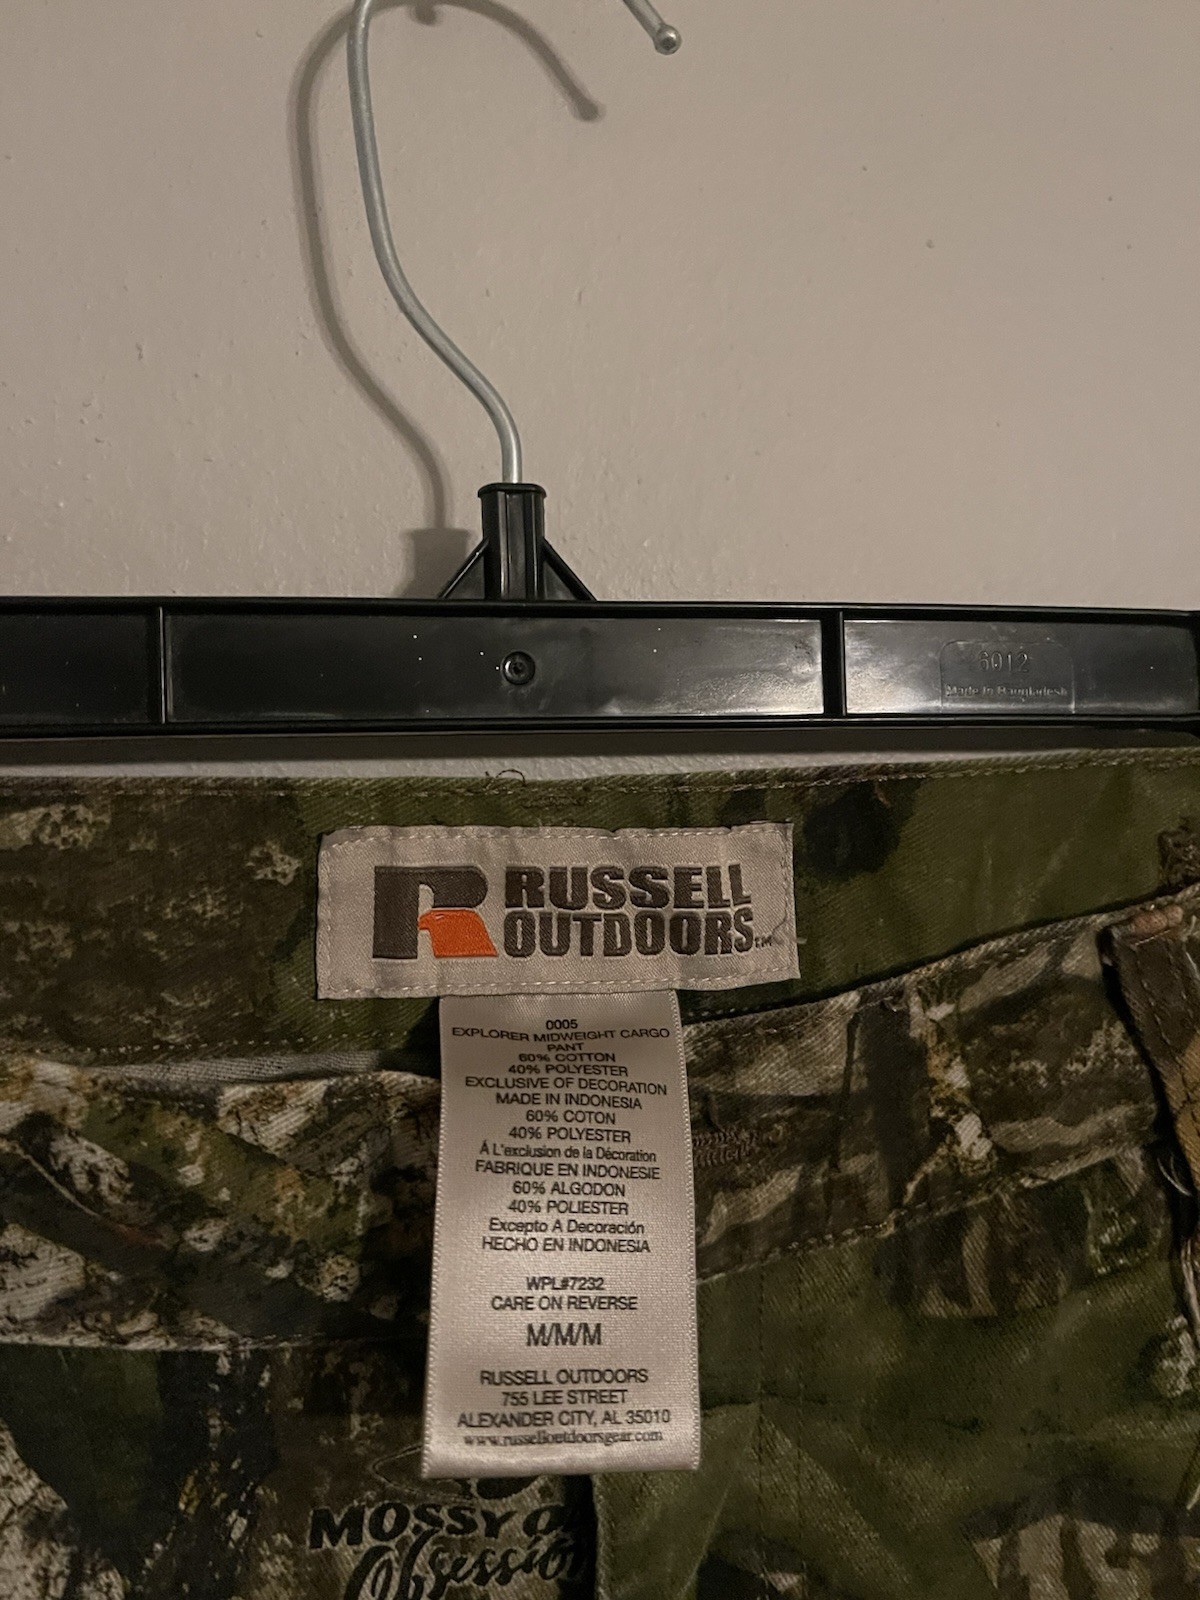 6012
Made In Bangladesh
RUSSELL
OUTDOORS™
0005
EXPLORER MIDWEIGHT CARGO
PANT
60% COTTON
40% POLYESTER
EXCLUSIVE OF DECORATION
MADE IN INDONESIA
60% COTON
40% POLYESTER
À L'exclusion de la Décoration
FABRIQUE EN INDONESIE
60% ALGODON
40% POLIESTER
Excepto A Decoración
HECHO EN INDONESIA
WPL#7232
CARE ON REVERSE
M/M/M
RUSSELL OUTDOORS
755 LEE STREET
ALEXANDER CITY, AL 35010
www.russelloutdoorsgear.com
MOSSY